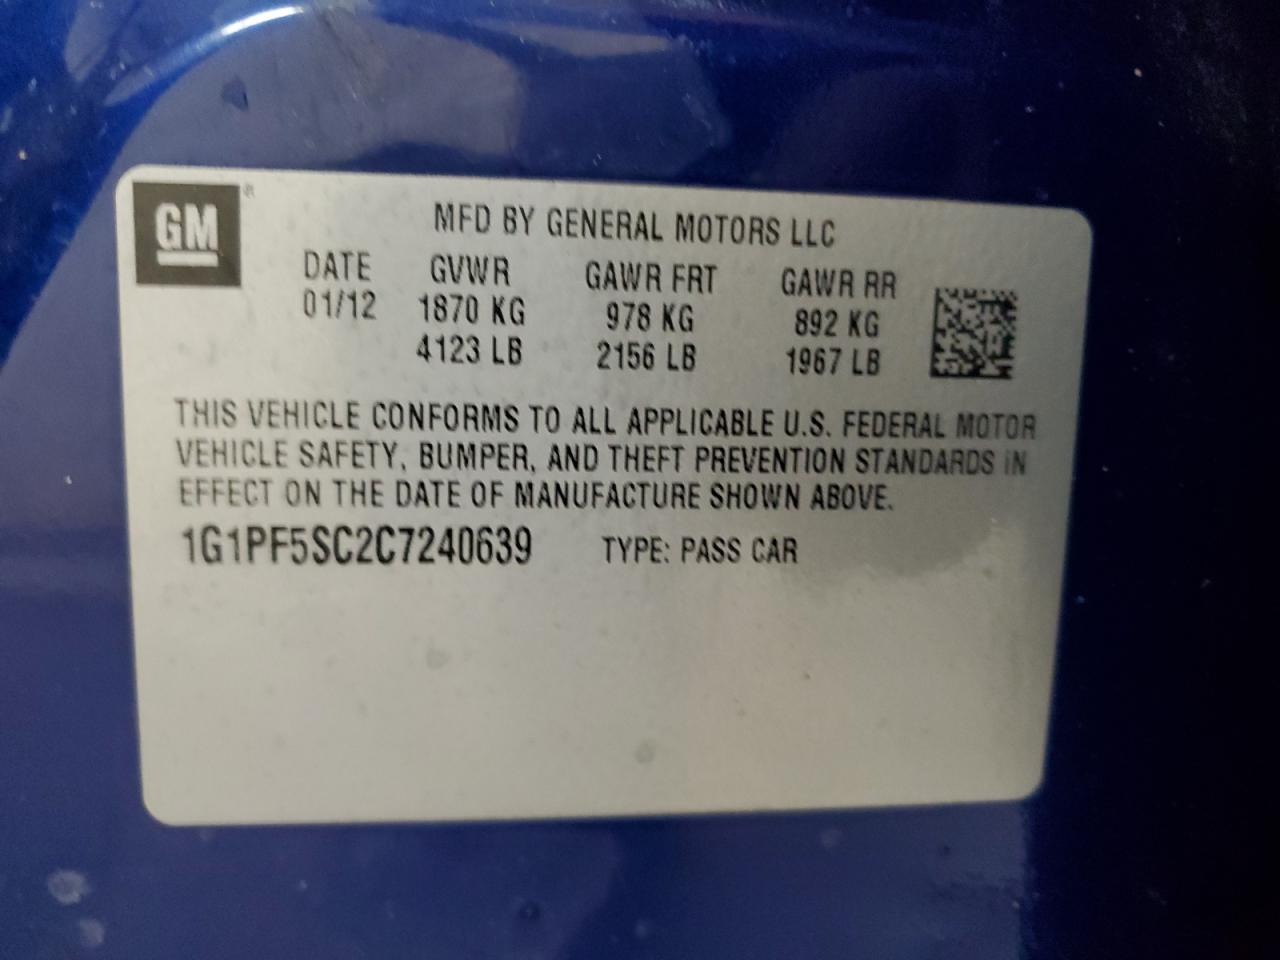 GM
MFD BY GENERAL MOTORS LLC
DATE GVWR GAWR FRT GAWR RR
01/12 1870 KG 978 KG 892 KG
4123 LB 2156 LB 1967 LB
THIS VEHICLE CONFORMS TO ALL APPLICABLE U.S. FEDERAL MOTOR
VEHICLE SAFETY, BUMPER, AND THEFT PREVENTION STANDARDS IN
EFFECT ON THE DATE OF MANUFACTURE SHOWN ABOVE.
1G1PF5SC2C7240639 TYPE: PASS CAR